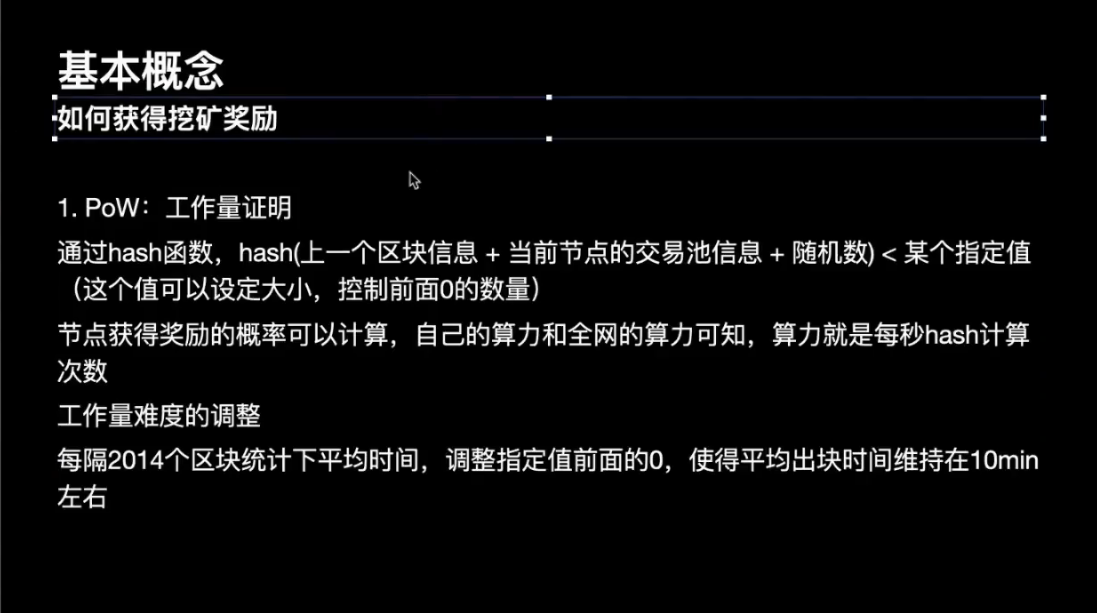 基本概念
如何获得挖矿奖励
1. PoW：工作量证明
通过hash函数，hash(上一个区块信息 + 当前节点的交易池信息 + 随机数) < 某个指定值
（这个值可以设定大小，控制前面0的数量）
节点获得奖励的概率可以计算，自己的算力和全网的算力可知，算力就是每秒hash计算
次数
工作量难度的调整
每隔2014个区块统计下平均时间，调整指定值前面的0，使得平均出块时间维持在10min
左右